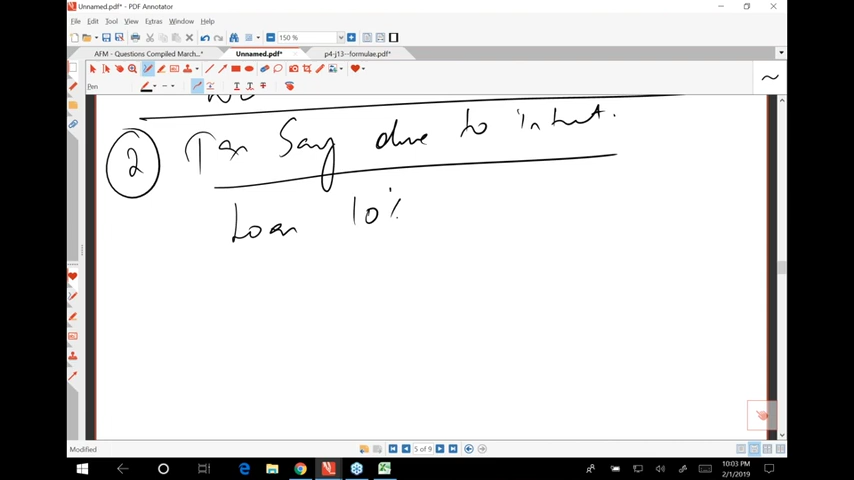 Unnamed.pdf* - PDF Annotator
File Edit Document View Tool Extras Window Help
150 %
AFM - Questions Compiled March...* Unnamed.pdf* p4-j13--formulae.pdf*
Pen
2 Tax Say due to
Loan 10%
5 of 9
Modified
10:03 PM
2/1/2019